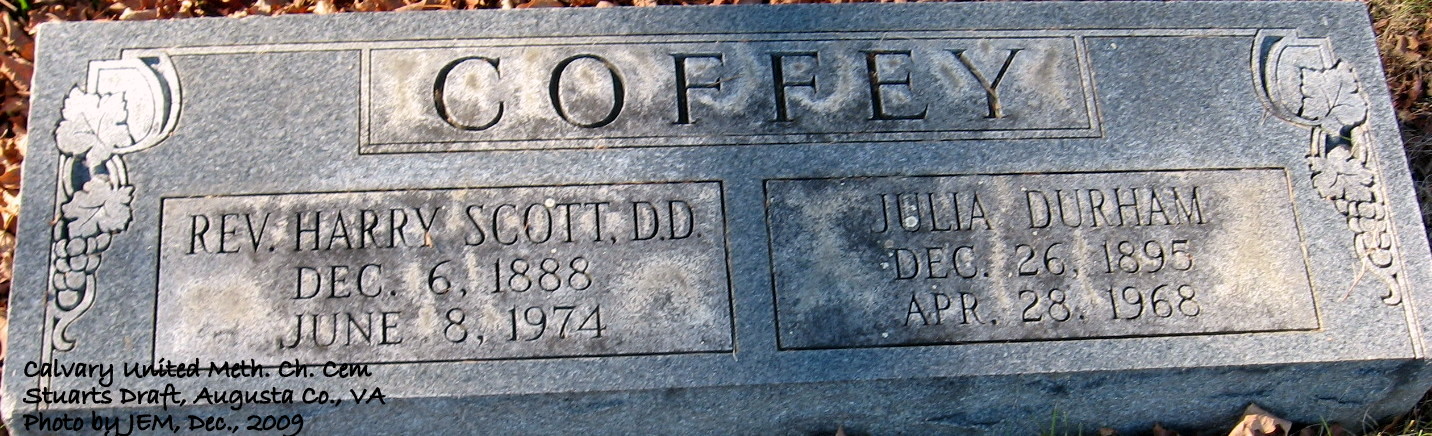 COFFEY
REV. HARRY SCOTT, D.D.
DEC. 6, 1888
JUNE 8, 1974
JULIA DURHAM
DEC. 26, 1895
APR. 28, 1968
Calvary United Meth. Ch. Cem
Stuarts Draft, Augusta Co., VA
Photo by JEM, Dec., 2009